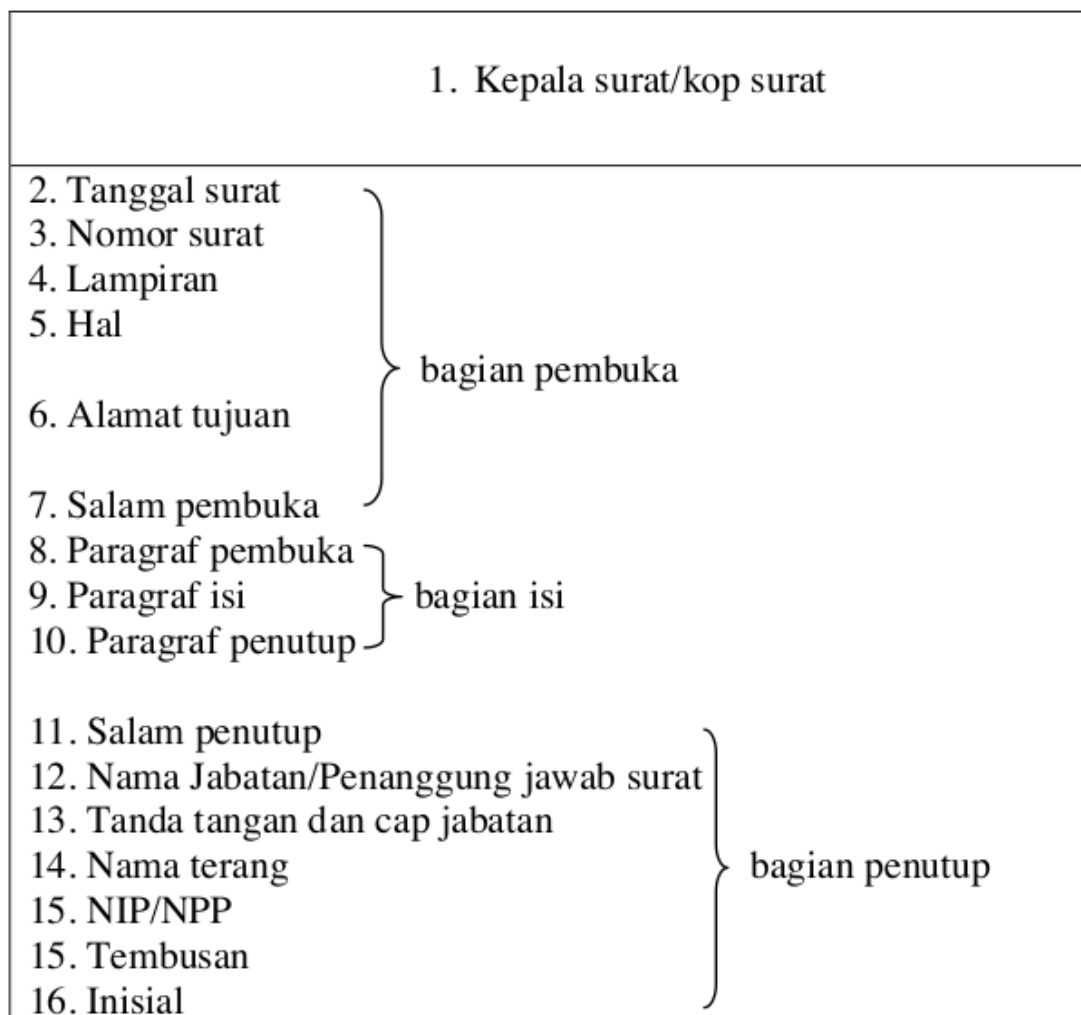 1. Kepala surat/kop surat
2. Tanggal surat
3. Nomor surat
4. Lampiran
5. Hal
bagian pembuka
6. Alamat tujuan
7. Salam pembuka
8. Paragraf pembuka
9. Paragraf isi
bagian isi
10. Paragraf penutup
11. Salam penutup
12. Nama Jabatan/Penanggung jawab surat
13. Tanda tangan dan cap jabatan
14. Nama terang
bagian penutup
15. NIP/NPP
15. Tembusan
16. Inisial